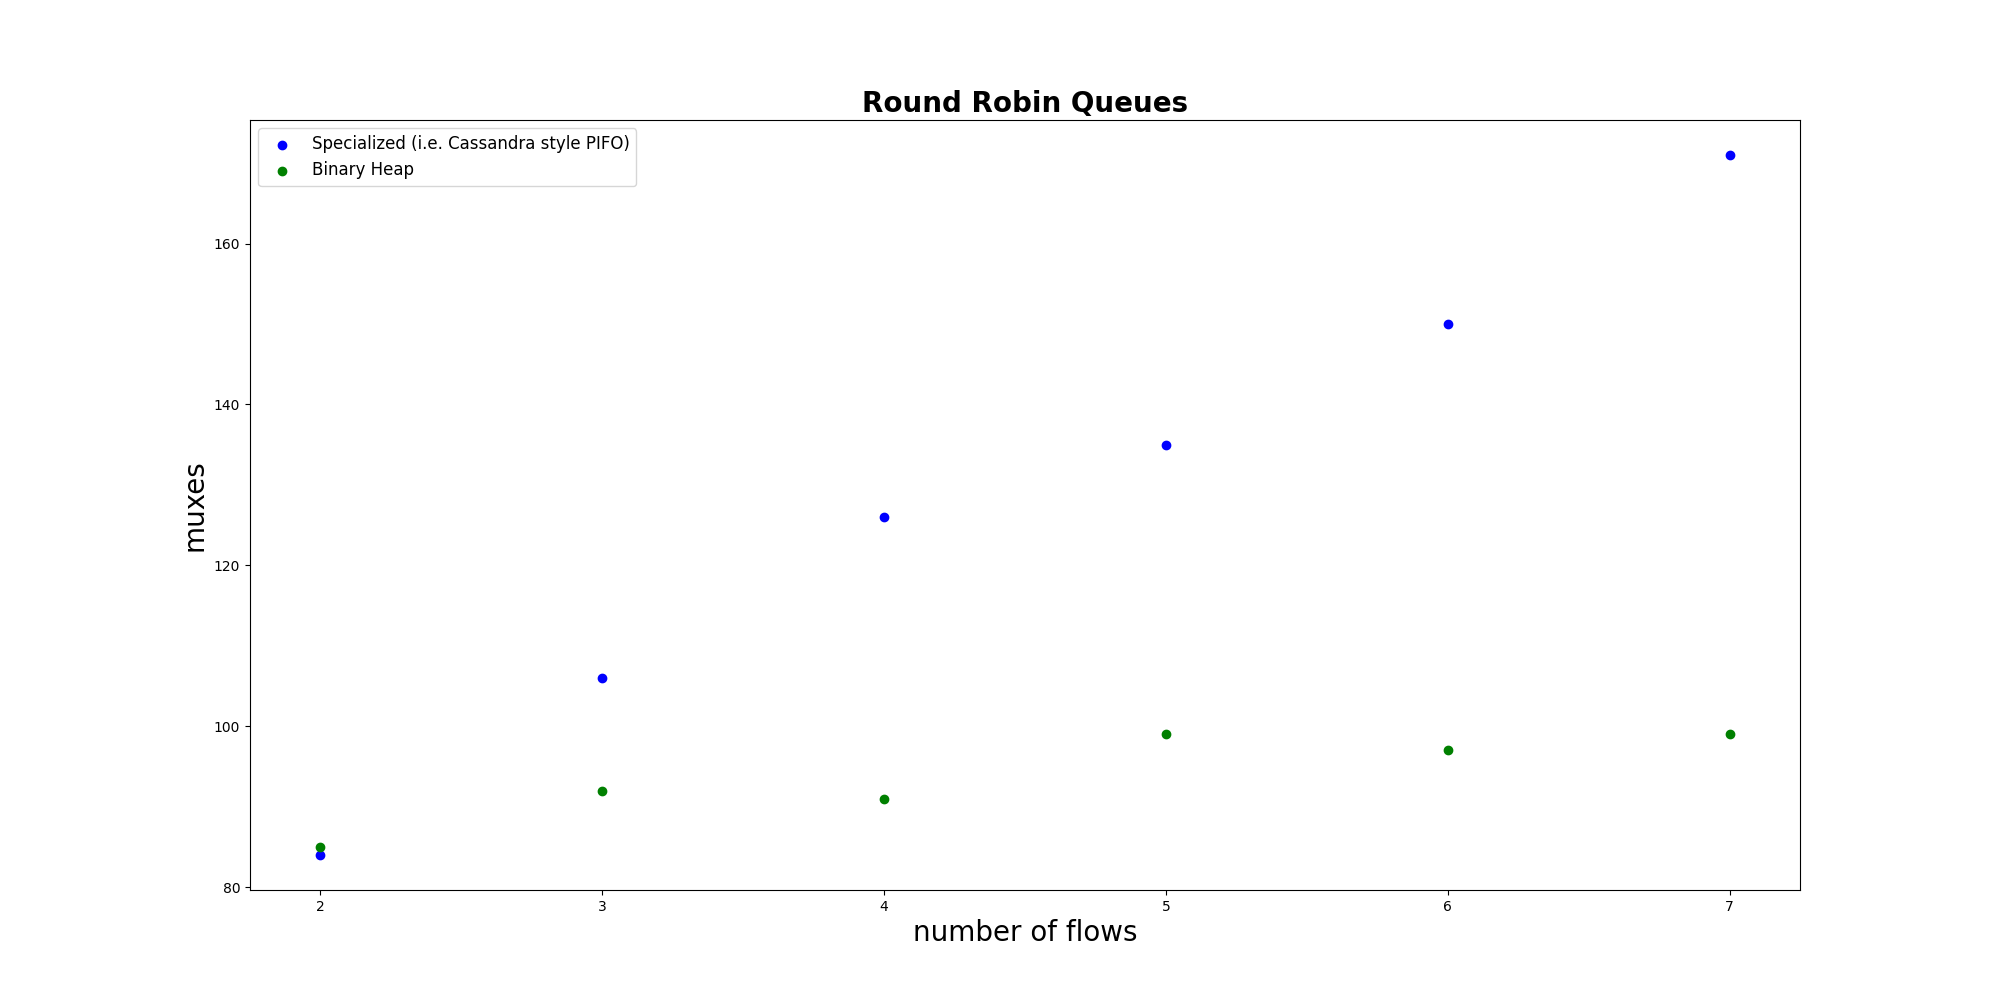 Round Robin Queues
Specialized (i.e. Cassandra style PIFO)
Binary Heap
160
140
120
100
80
muxes
2 3 4 5 6 7
number of flows